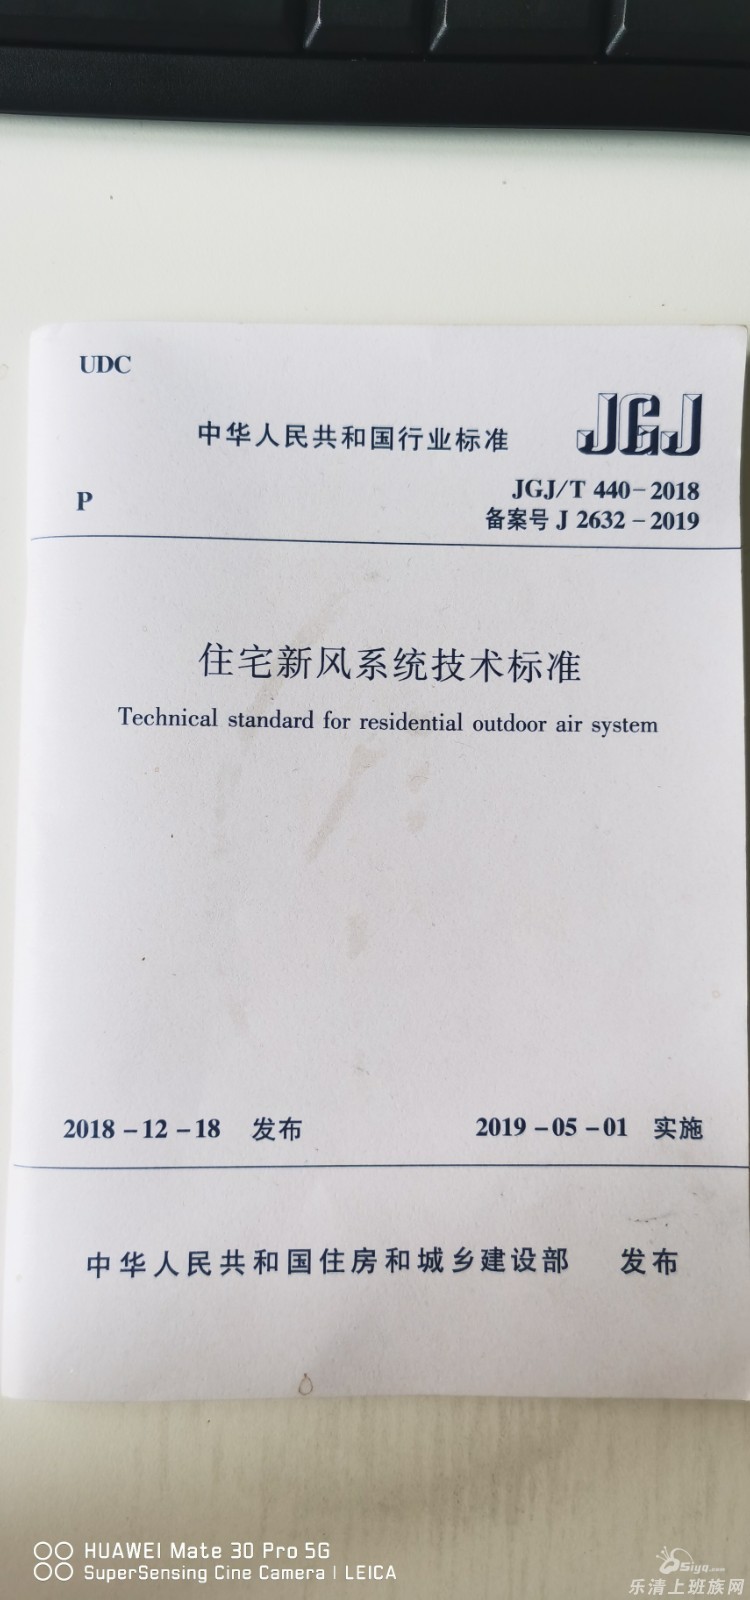 UDC
中华人民共和国行业标准 JGJ
P
JGJ/T 440-2018
备案号 J 2632-2019
住宅新风系统技术标准
Technical standard for residential outdoor air system
2018-12-18 发布 2019-05-01 实施
中华人民共和国住房和城乡建设部 发布
HUAWEI Mate 30 Pro 5G
SuperSensing Cine Camera | LEICA
乐清上班族网